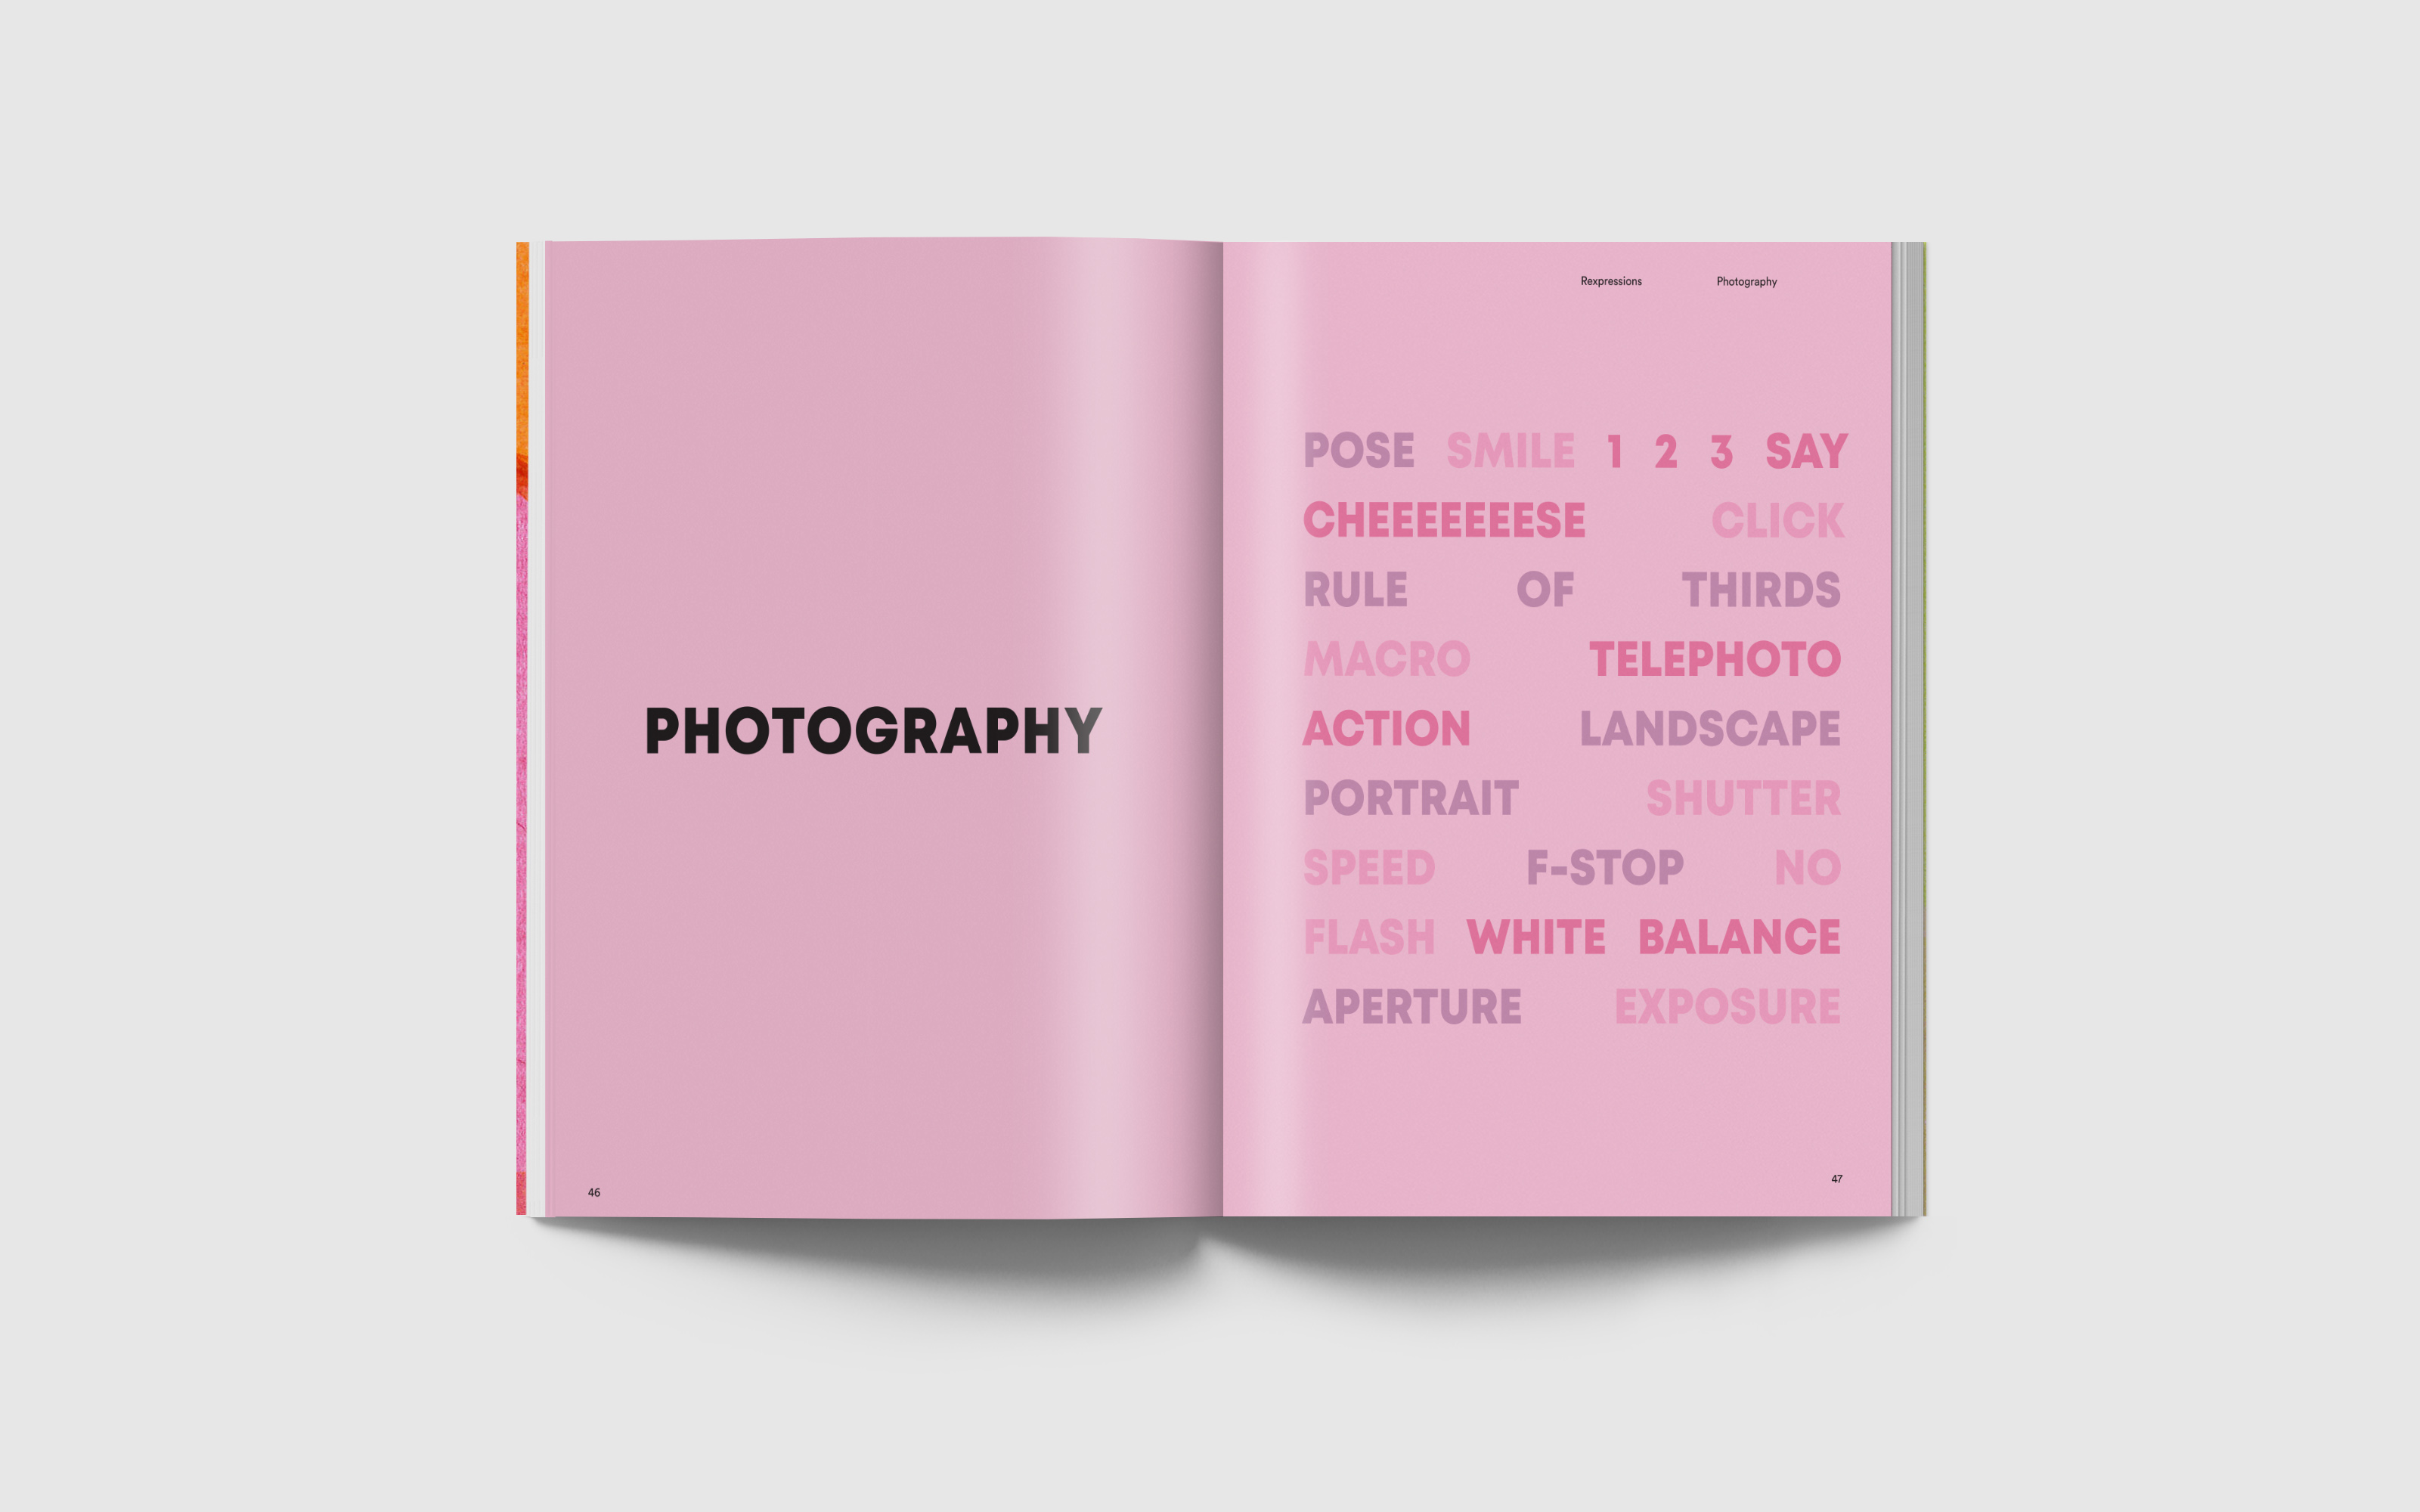 PHOTOGRAPHY
46
Rexpressions Photography
POSE SMILE 1 2 3 SAY
CHEEEEEEESE CLICK
RULE OF THIRDS
MACRO TELEPHOTO
ACTION LANDSCAPE
PORTRAIT SHUTTER
SPEED F-STOP NO
FLASH WHITE BALANCE
APERTURE EXPOSURE
47